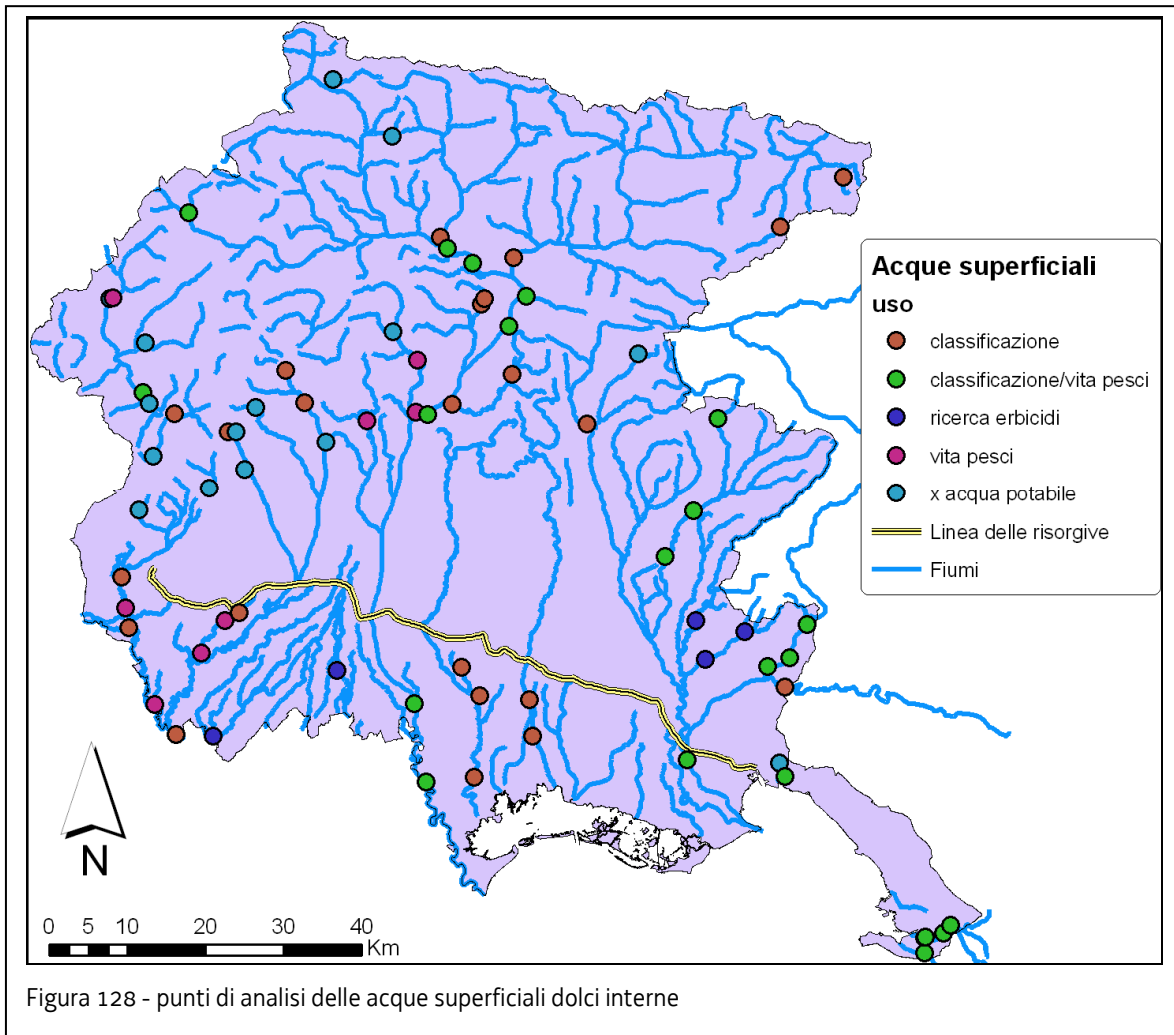 Acque superficiali
uso
classificazione
classificazione/vita pesci
ricerca erbicidi
vita pesci
x acqua potabile
Linea delle risorgive
Fiumi
N
0 5 10 20 30 40
Km
Figura 128 - punti di analisi delle acque superficiali dolci interne